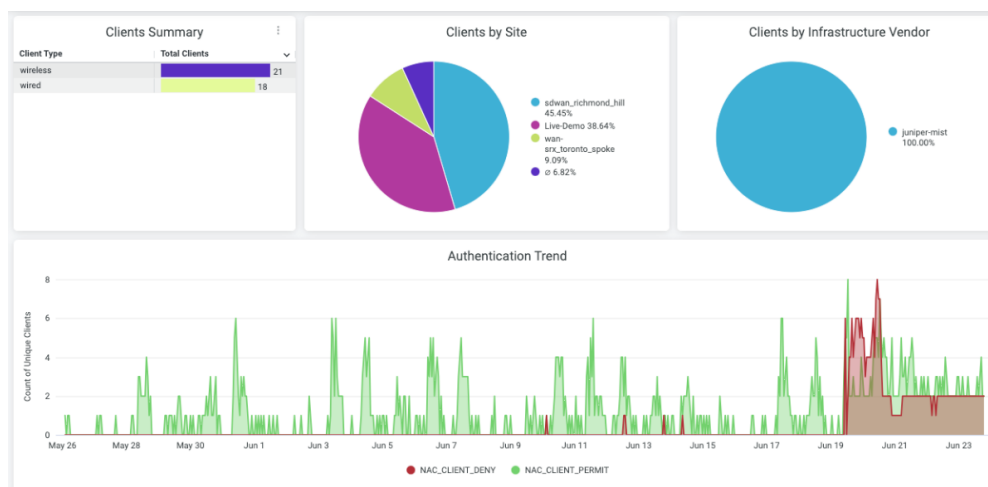 Clients Summary
Client Type Total Clients
wireless 21
wired 18
Clients by Site
sdwan_richmond_hill
45.45%
Live-Demo 38.64%
wan-
srx_toronto_spoke
9.09%
∅ 6.82%
Clients by Infrastructure Vendor
juniper-mist
100.00%
Authentication Trend
Count of Unique Clients
8
6
4
2
0
May 26 May 28 May 30 Jun 1 Jun 3 Jun 5 Jun 7 Jun 9 Jun 11 Jun 13 Jun 15 Jun 17 Jun 19 Jun 21 Jun 23
NAC_CLIENT_DENY NAC_CLIENT_PERMIT